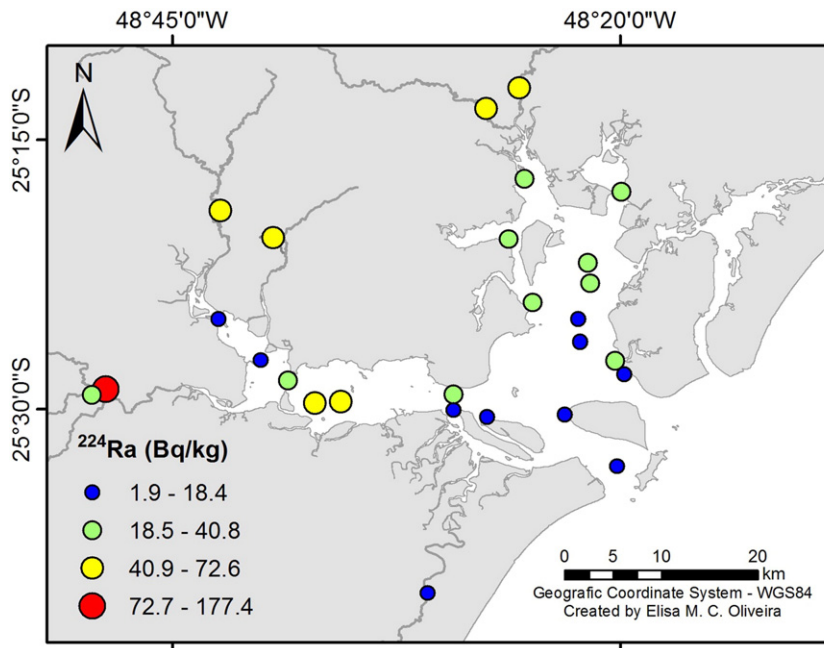 48°45'0"W 48°20'0"W
N
25°15'0"S
25°30'0"S
²²⁴Ra (Bq/kg)
1.9 - 18.4
18.5 - 40.8
40.9 - 72.6
72.7 - 177.4
0 5 10 20
km
Geografic Coordinate System - WGS84
Created by Elisa M. C. Oliveira